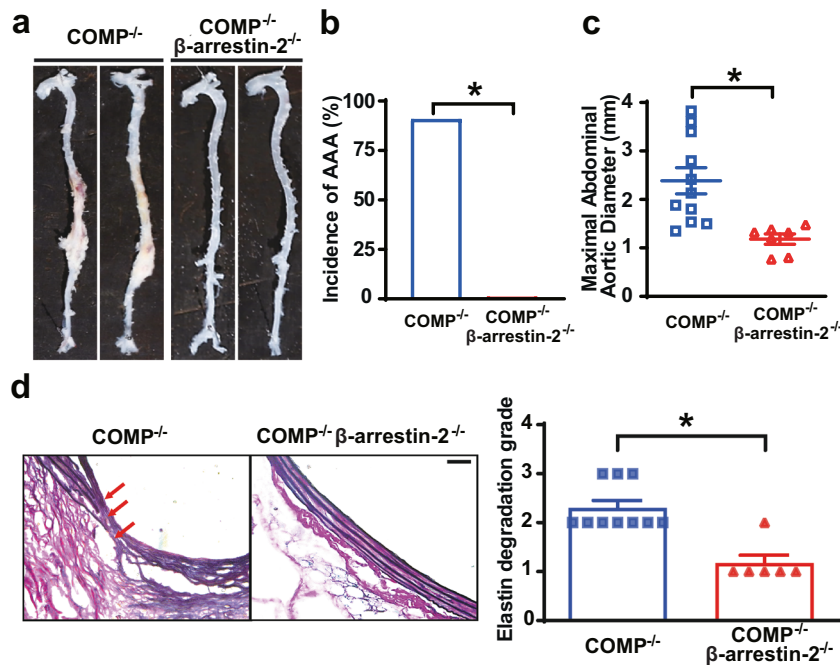 a
COMP⁻/⁻
COMP⁻/⁻
β-arrestin-2⁻/⁻
b
Incidence of AAA (%)
100
75
50
25
0
*
COMP⁻/⁻
COMP⁻/⁻
β-arrestin-2⁻/⁻
c
Maximal Abdominal
Aortic Diameter (mm)
4
3
2
1
0
*
COMP⁻/⁻
COMP⁻/⁻
β-arrestin-2⁻/⁻
d
COMP⁻/⁻
COMP⁻/⁻ β-arrestin-2⁻/⁻
Elastin degradation grade
4
3
2
1
0
*
COMP⁻/⁻
COMP⁻/⁻
β-arrestin-2⁻/⁻